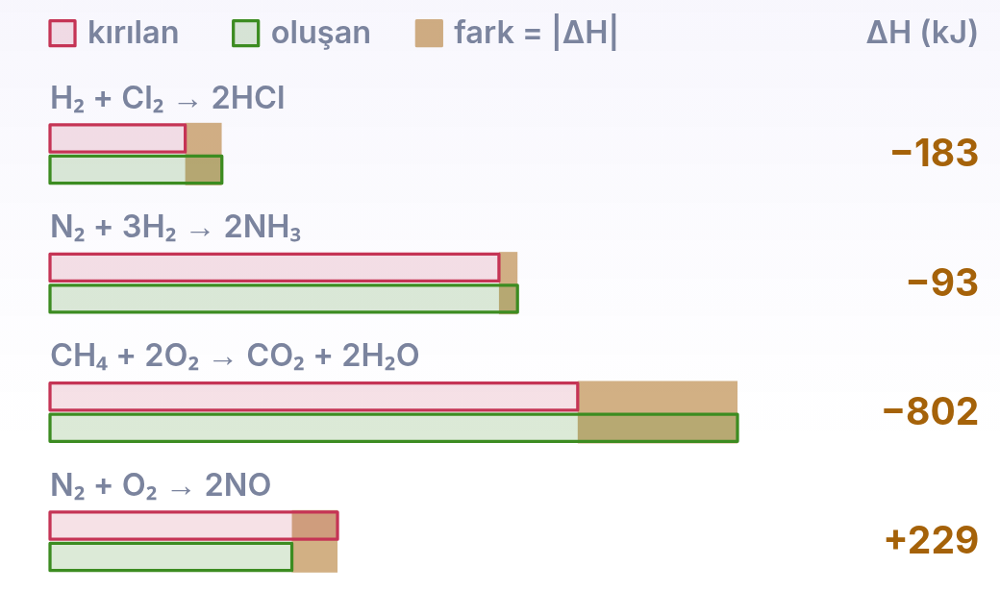 kırılan oluşan fark = |ΔH| ΔH (kJ)
H₂ + Cl₂ → 2HCl
−183
N₂ + 3H₂ → 2NH₃
−93
CH₄ + 2O₂ → CO₂ + 2H₂O
−802
N₂ + O₂ → 2NO
+229